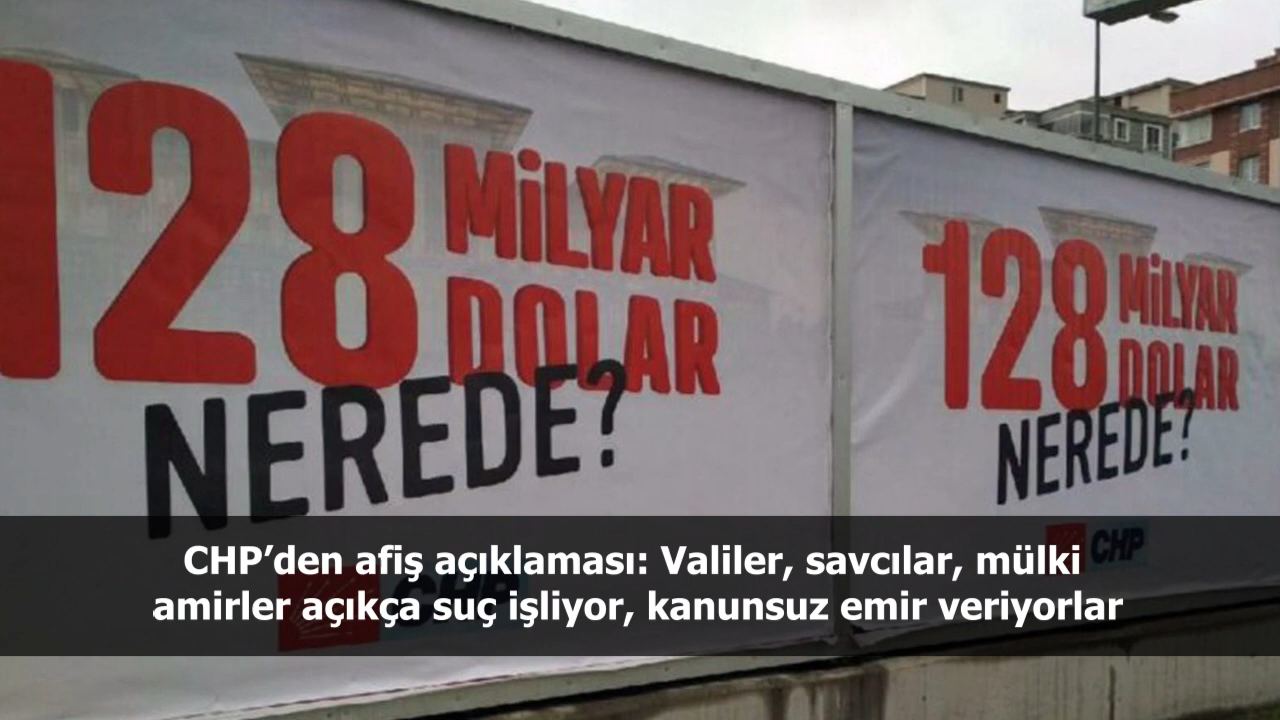 128 MİLYAR
DOLAR
NEREDE?
128 MİLYAR
DOLAR
NEREDE?
CHP
CHP'den afiş açıklaması: Valiler, savcılar, mülki
amirler açıkça suç işliyor, kanunsuz emir veriyorlar